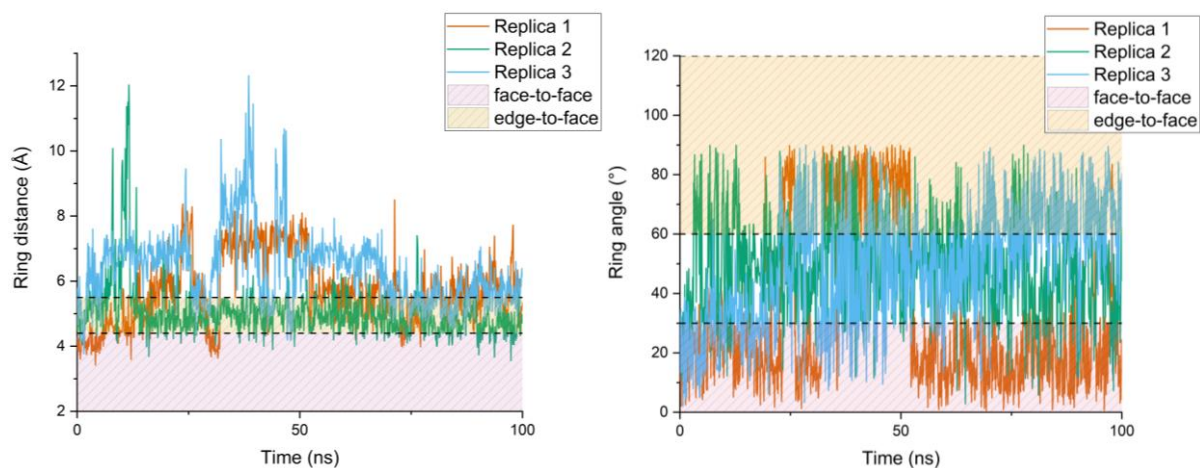 Replica 1
Replica 2
Replica 3
face-to-face
edge-to-face
Ring distance (Å)
12
10
8
6
4
2
0
50
100
Time (ns)
Replica 1
Replica 2
Replica 3
face-to-face
edge-to-face
Ring angle (°)
120
100
80
60
40
20
0
0
50
100
Time (ns)